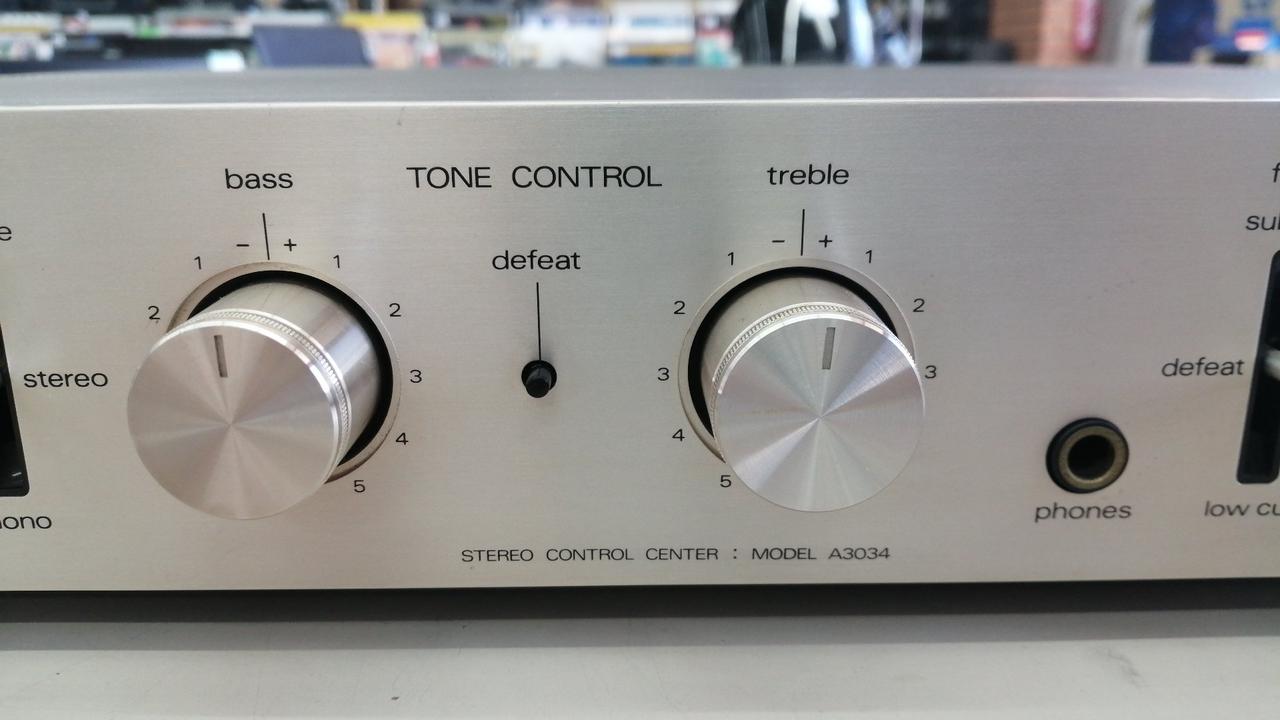 bass
TONE CONTROL
treble
− +
− +
defeat
1 1
2 2
3
4
5
1 1
2 2
3 3
4
5
stereo
defeat
phones
STEREO CONTROL CENTER : MODEL A3034